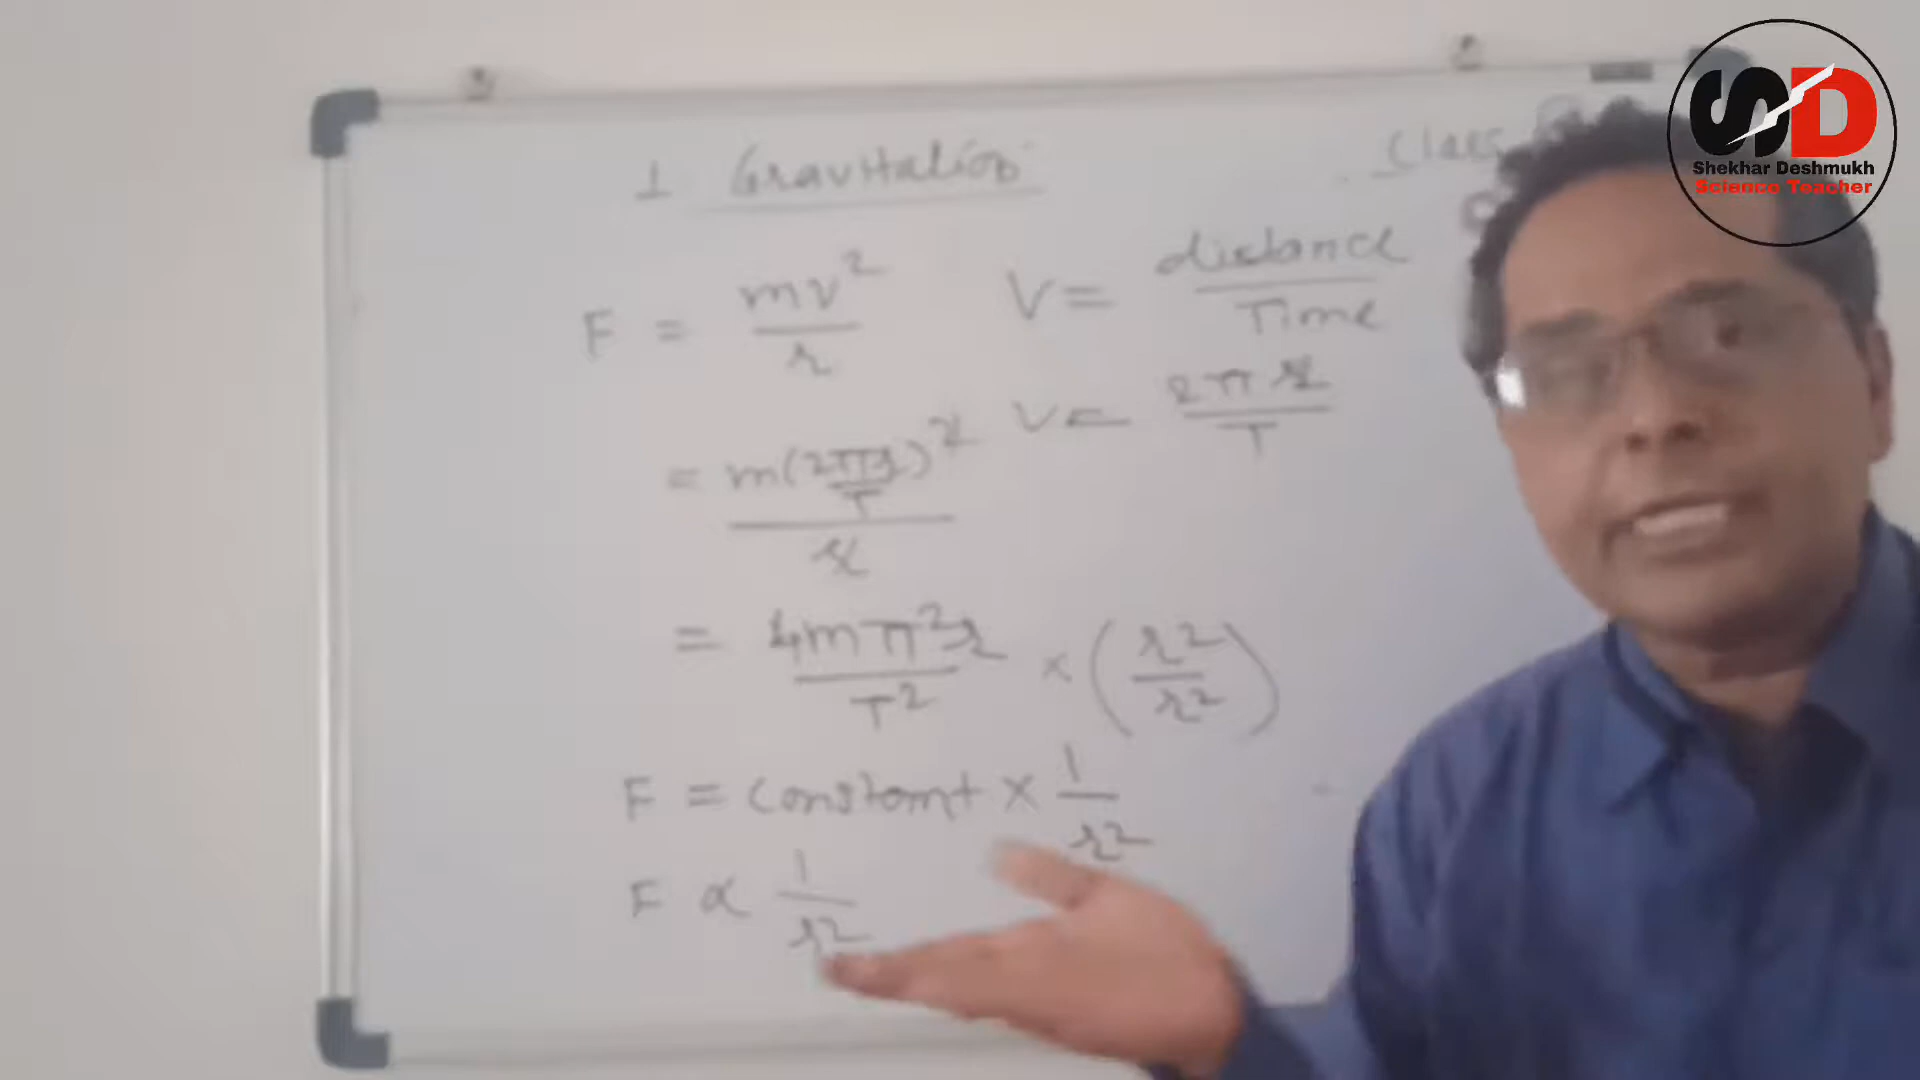 SD
Shekhar Deshmukh
Science Teacher
1 Gravitation
Class
F = mv²/r
V = distance/Time
V = 2πr/T
= m(2πr/T)²/r
= 4mπ²r/T² × (r²/r²)
F = Constant × 1/r²
F ∝ 1/r²